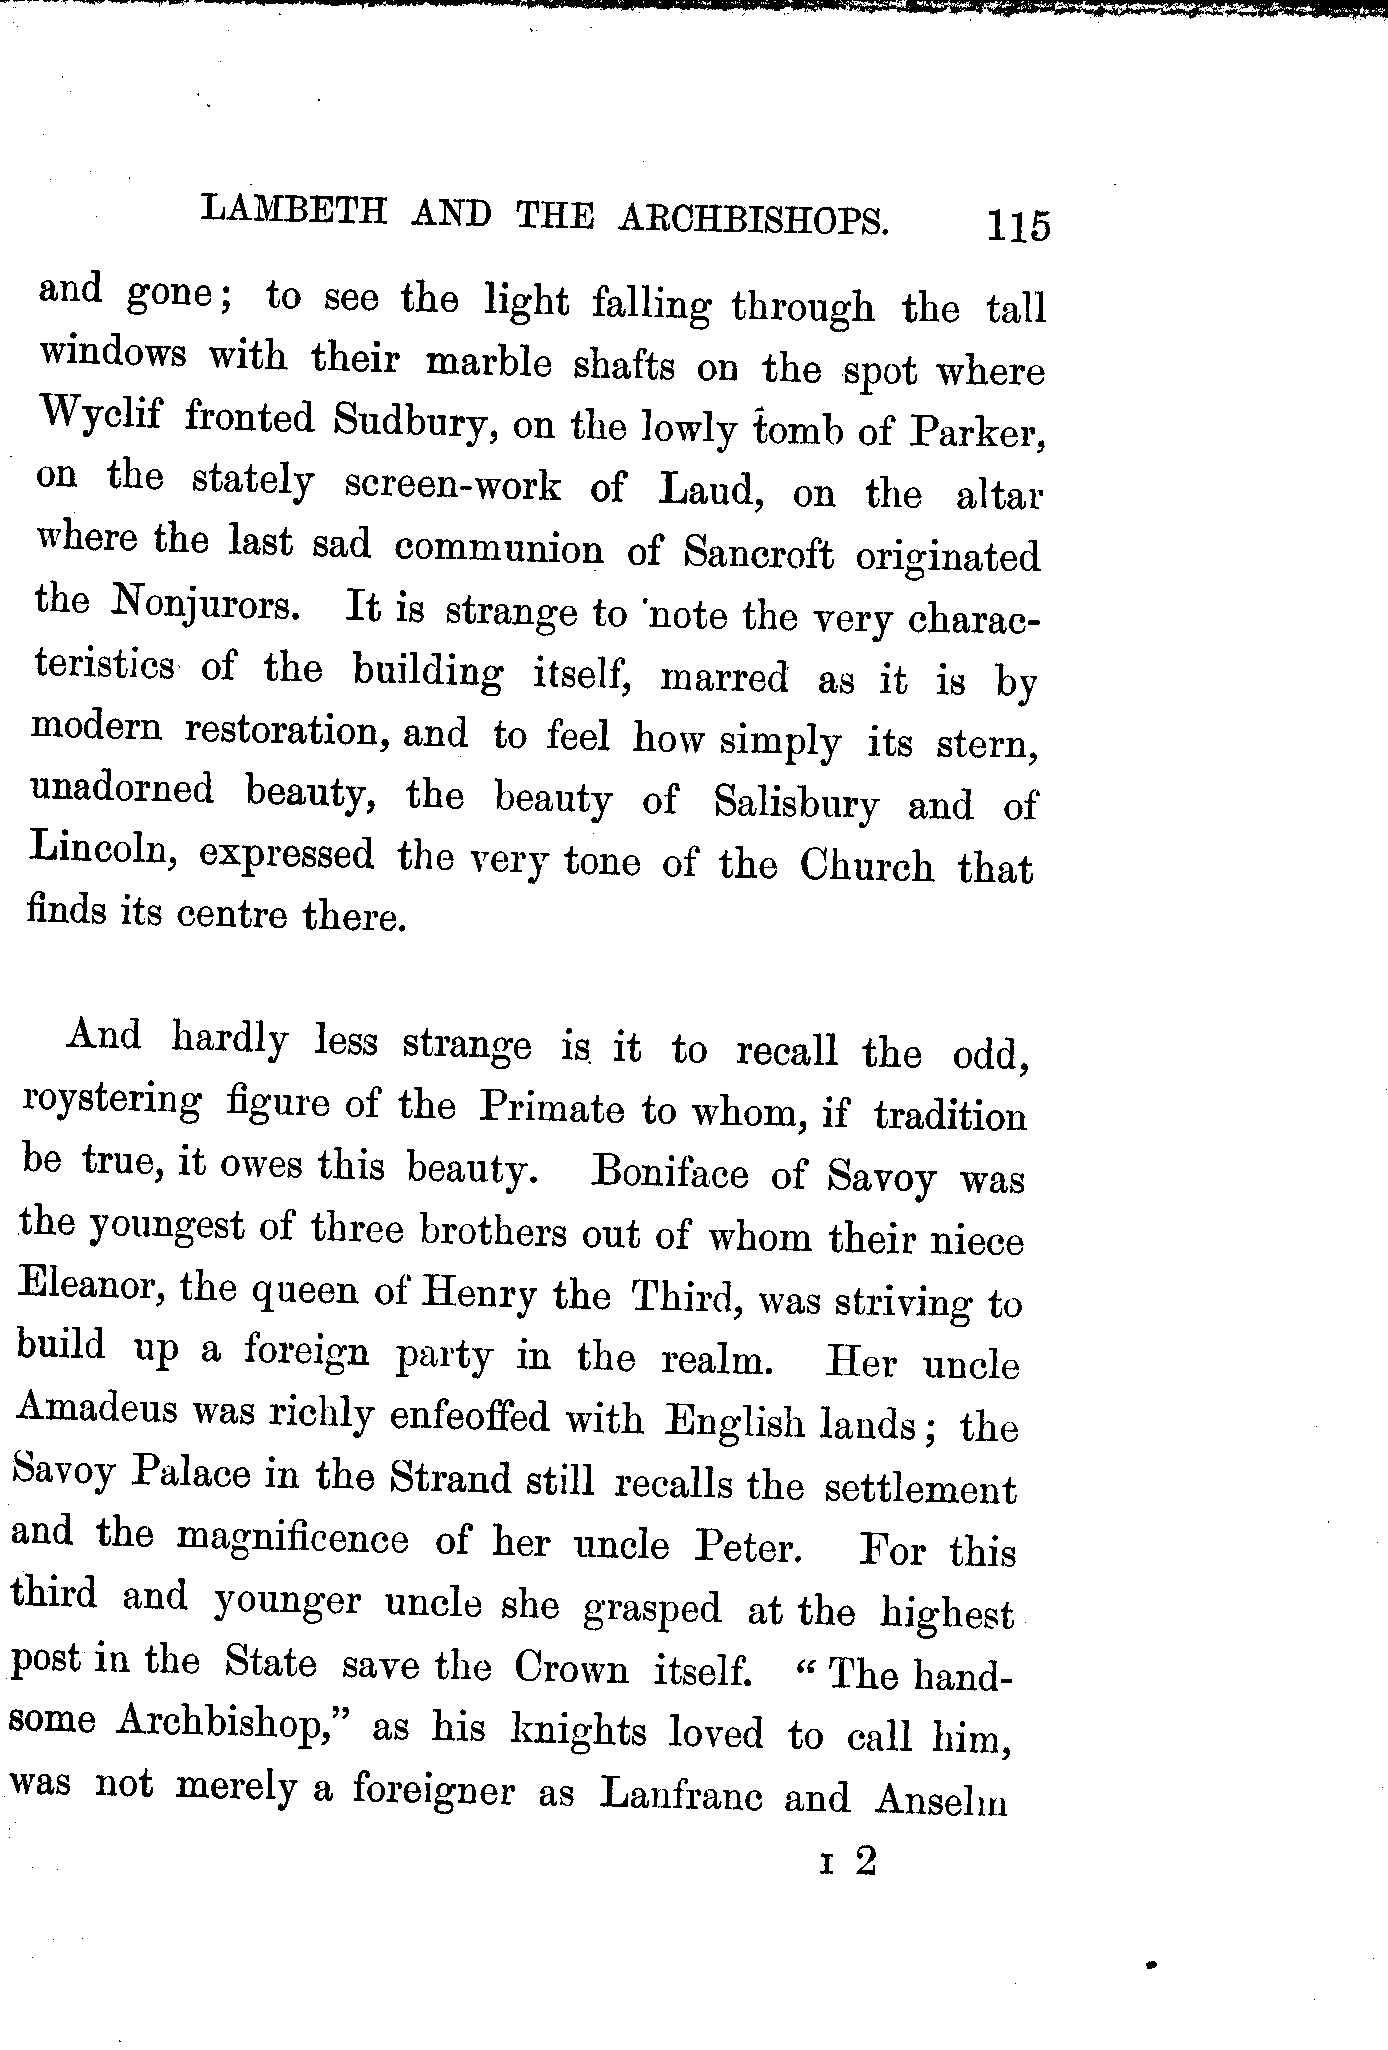 LAMBETH AND THE ARCHBISHOPS. 115
and gone; to see the light falling through the tall
windows with their marble shafts on the spot where
Wyclif fronted Sudbury, on the lowly tomb of Parker,
on the stately screen-work of Laud, on the altar
where the last sad communion of Sancroft originated
the Nonjurors. It is strange to note the very charac-
teristics of the building itself, marred as it is by
modern restoration, and to feel how simply its stern,
unadorned beauty, the beauty of Salisbury and of
Lincoln, expressed the very tone of the Church that
finds its centre there.
And hardly less strange is it to recall the odd,
roystering figure of the Primate to whom, if tradition
be true, it owes this beauty. Boniface of Savoy was
the youngest of three brothers out of whom their niece
Eleanor, the queen of Henry the Third, was striving to
build up a foreign party in the realm. Her uncle
Amadeus was richly enfeoffed with English lands; the
Savoy Palace in the Strand still recalls the settlement
and the magnificence of her uncle Peter. For this
third and younger uncle she grasped at the highest
post in the State save the Crown itself. "The hand-
some Archbishop," as his knights loved to call him,
was not merely a foreigner as Lanfranc and Anselm
I 2